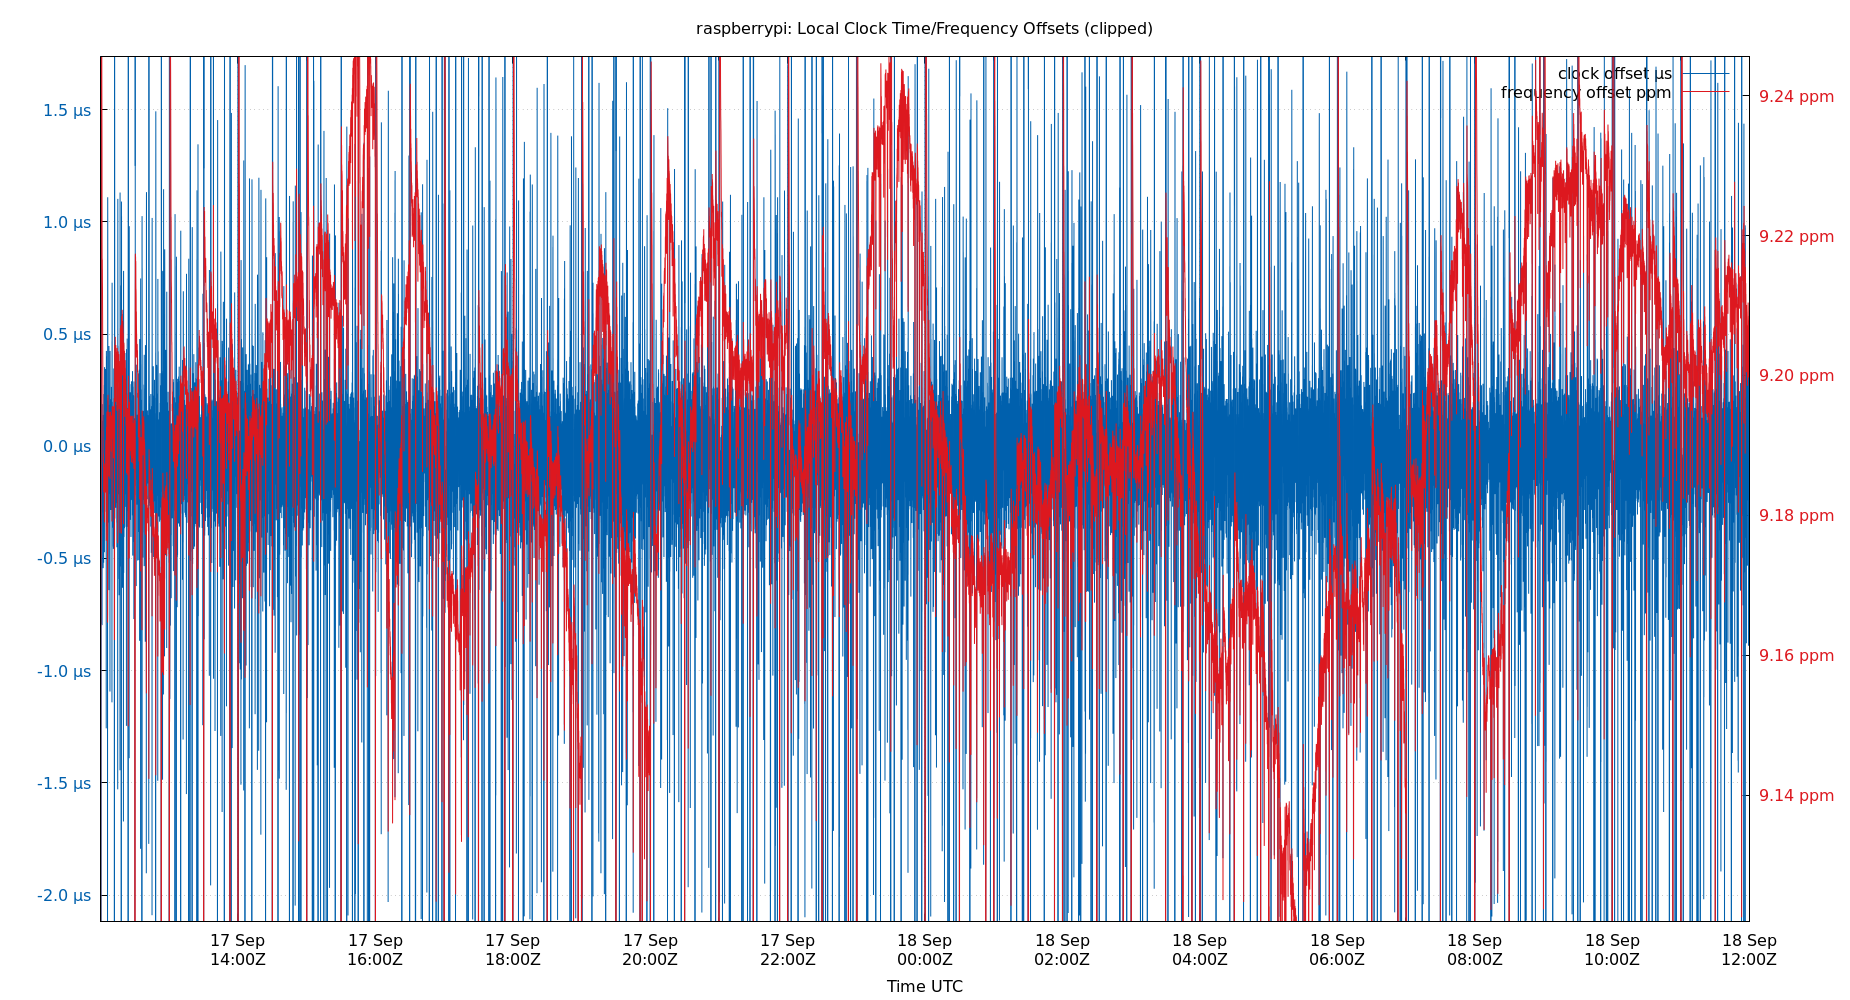 raspberrypi: Local Clock Time/Frequency Offsets (clipped)
clock offset µs
frequency offset ppm
1.5 µs
1.0 µs
0.5 µs
0.0 µs
-0.5 µs
-1.0 µs
-1.5 µs
-2.0 µs
9.24 ppm
9.22 ppm
9.20 ppm
9.18 ppm
9.16 ppm
9.14 ppm
17 Sep 17 Sep 17 Sep 17 Sep 17 Sep 18 Sep 18 Sep 18 Sep 18 Sep 18 Sep 18 Sep 18 Sep
14:00Z 16:00Z 18:00Z 20:00Z 22:00Z 00:00Z 02:00Z 04:00Z 06:00Z 08:00Z 10:00Z 12:00Z
Time UTC